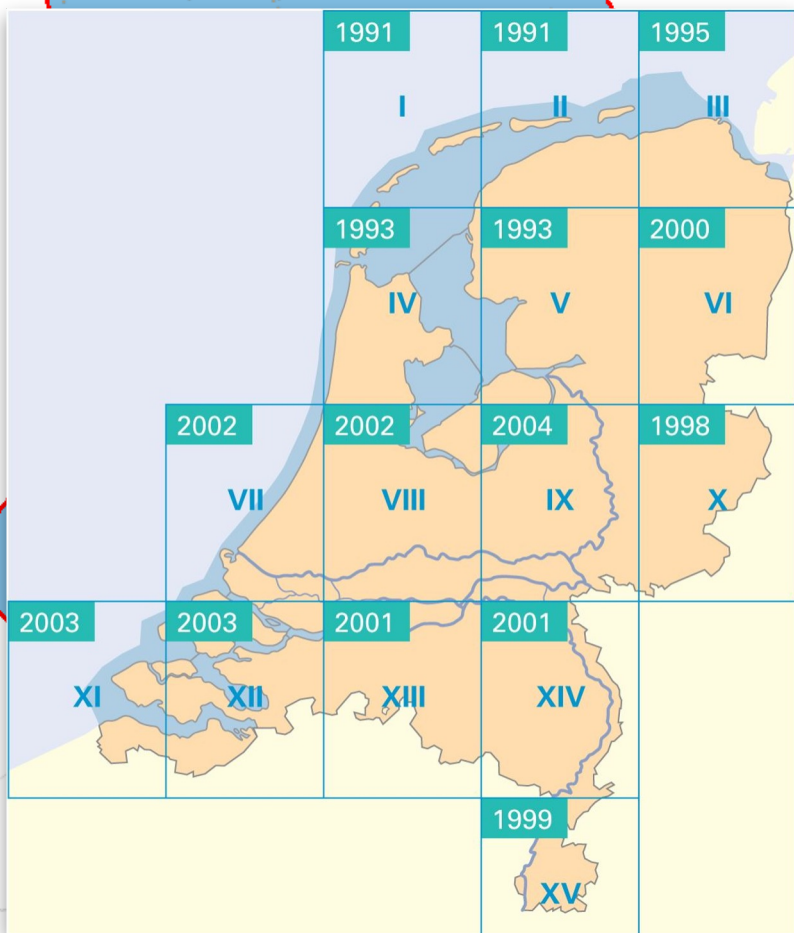 1991 1991 1995
I II III
1993 1993 2000
IV V VI
2002 2002 2004 1998
VII VIII IX X
2003 2003 2001 2001
XI XII XIII XIV
1999
XV